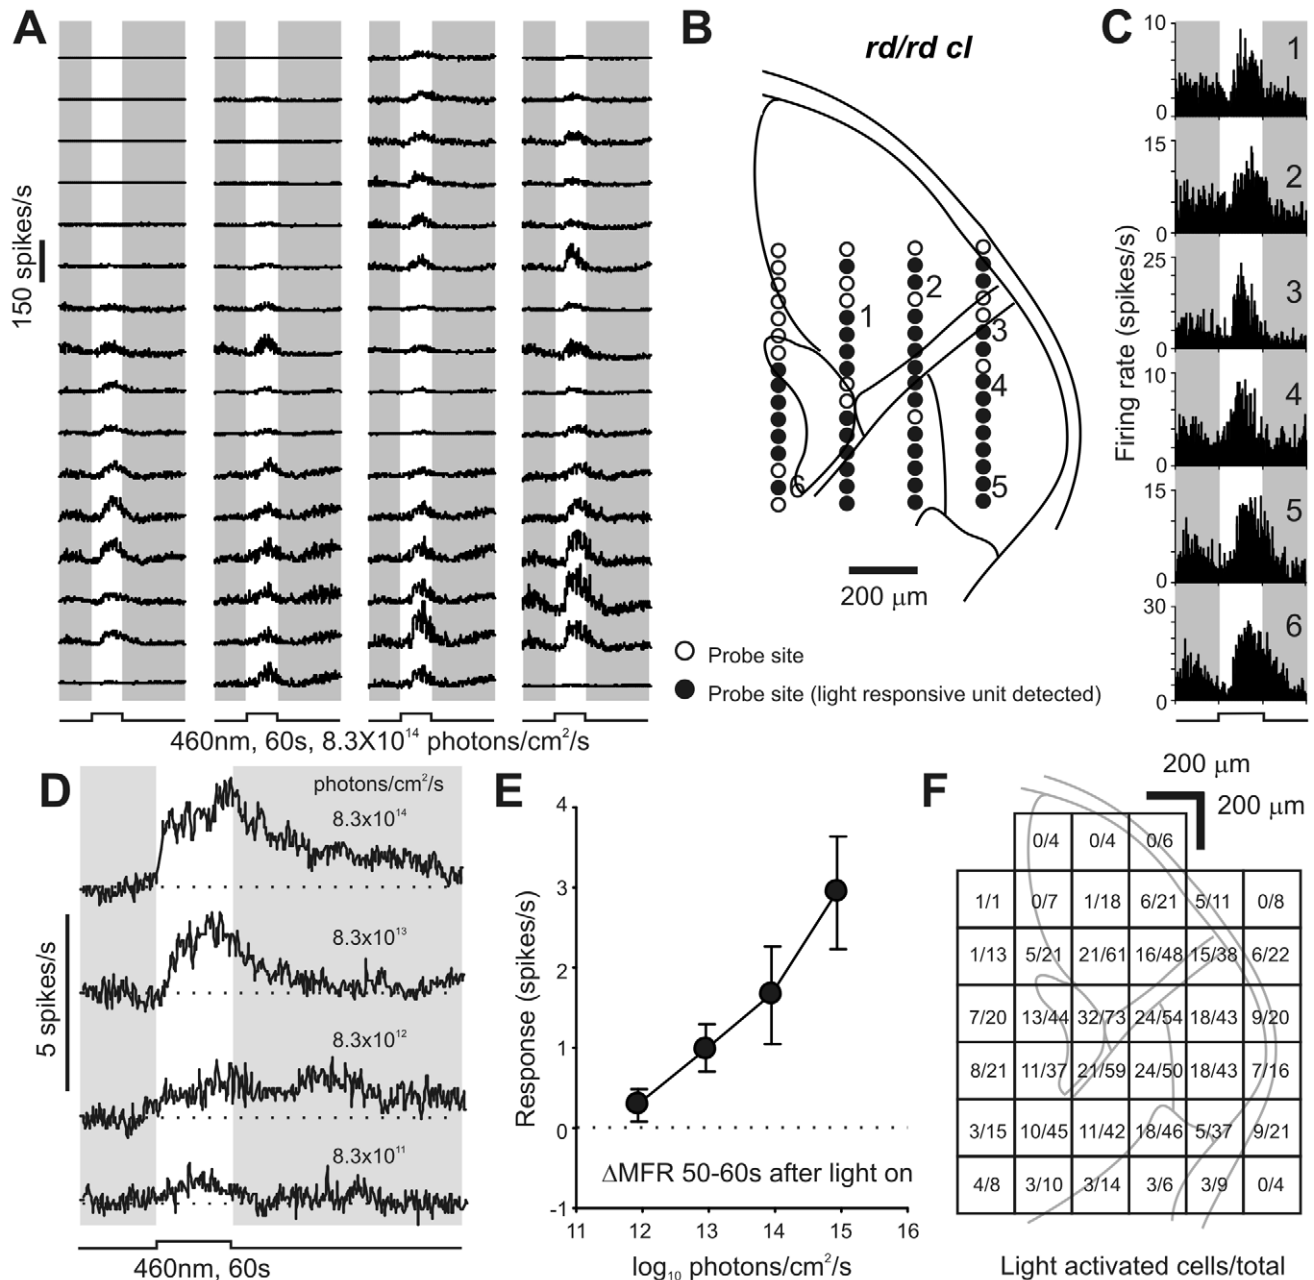 A
150 spikes/s
460nm, 60s, 8.3X10¹⁴ photons/cm²/s
B
rd/rd cl
1
2
3
4
5
6
200 μm
Probe site
Probe site (light responsive unit detected)
C
Firing rate (spikes/s)
10
0
1
15
0
2
25
0
3
10
0
4
15
0
5
30
0
6
D
photons/cm²/s
8.3x10¹⁴
8.3x10¹³
8.3x10¹²
8.3x10¹¹
5 spikes/s
460nm, 60s
E
Response (spikes/s)
4
3
2
1
0
-1
ΔMFR 50-60s after light on
11 12 13 14 15 16
log₁₀ photons/cm²/s
F
200 μm
200 μm
0/4 0/4 0/6
1/1 0/7 1/18 6/21 5/11 0/8
1/13 5/21 21/61 16/48 15/38 6/22
7/20 13/44 32/73 24/54 18/43 9/20
8/21 11/37 21/59 24/50 18/43 7/16
3/15 10/45 11/42 18/46 5/37 9/21
4/8 3/10 3/14 3/6 3/9 0/4
Light activated cells/total